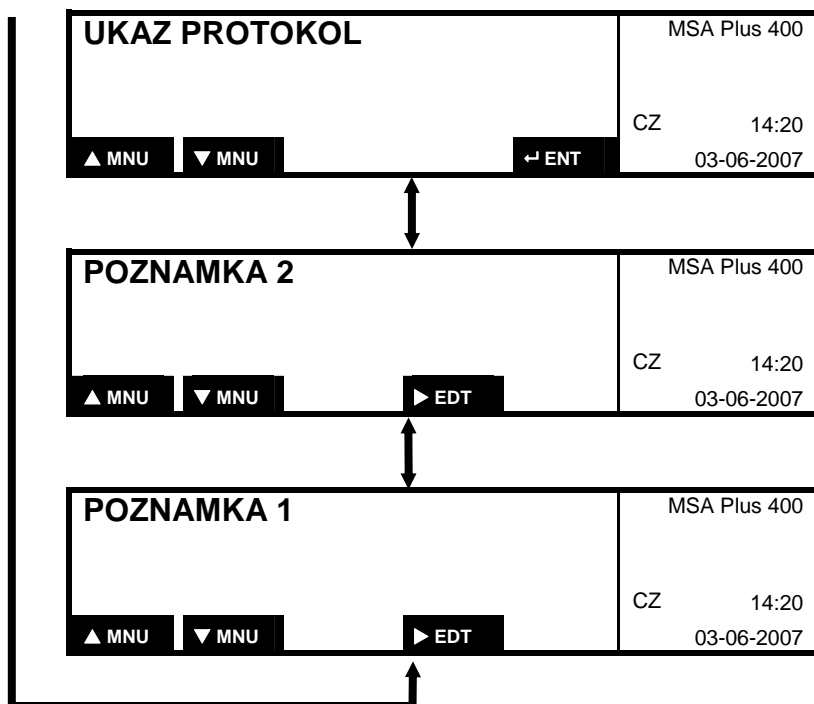 UKAZ PROTOKOL
MSA Plus 400
CZ 14:20
▲ MNU ▼ MNU ↵ ENT 03-06-2007
POZNAMKA 2
MSA Plus 400
CZ 14:20
▲ MNU ▼ MNU ► EDT 03-06-2007
POZNAMKA 1
MSA Plus 400
CZ 14:20
▲ MNU ▼ MNU ► EDT 03-06-2007